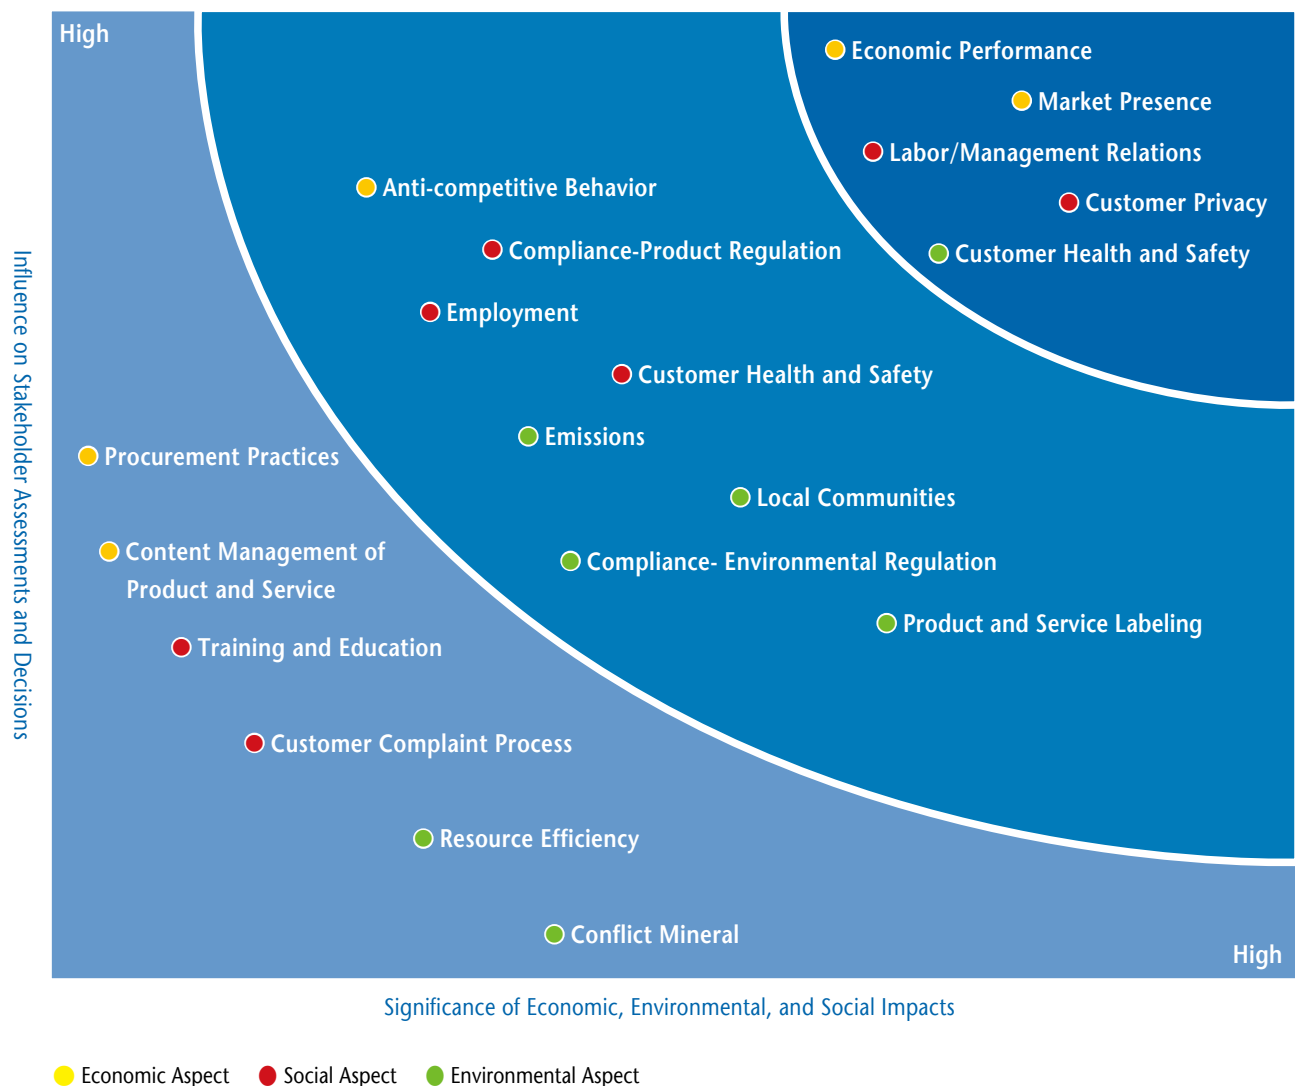 High
Economic Performance
Market Presence
Labor/Management Relations
Anti-competitive Behavior
Customer Privacy
Compliance-Product Regulation
Customer Health and Safety
Employment
Customer Health and Safety
Emissions
Procurement Practices
Local Communities
Content Management of
Product and Service
Compliance- Environmental Regulation
Product and Service Labeling
Training and Education
Customer Complaint Process
Resource Efficiency
Conflict Mineral
High
Influence on Stakeholder Assessments and Decisions
Significance of Economic, Environmental, and Social Impacts
Economic Aspect Social Aspect Environmental Aspect